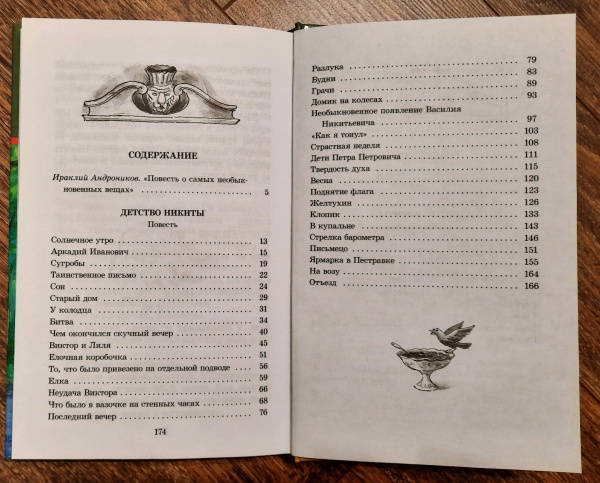 СОДЕРЖАНИЕ
Ираклий Андроников. «Повесть о самых необык-
новенных вещах» 5
ДЕТСТВО НИКИТЫ
Повесть
Солнечное утро 13
Аркадий Иванович 15
Сугробы 19
Таинственное письмо 22
Сон 24
Старый дом 29
У колодца 31
Битва 34
Чем окончился скучный вечер 40
Виктор и Лиля 45
Елочная коробочка 51
То, что было привезено на отдельной подводе 56
Елка 59
Неудача Виктора 66
Что было в вазочке на стенных часах 68
Последний вечер 76
174
Разлука 79
Будни 83
Грачи 89
Домик на колесах 93
Необыкновенное появление Василия
Никитьевича 97
«Как я тонул» 103
Страстная неделя 108
Дети Петра Петровича 111
Твердость духа 115
Весна 120
Поднятие флага 123
Желтухин 126
Клопик 133
В купальне 143
Стрелка барометра 146
Письмецо 151
Ярмарка в Пестравке 155
На возу 164
Отъезд 166